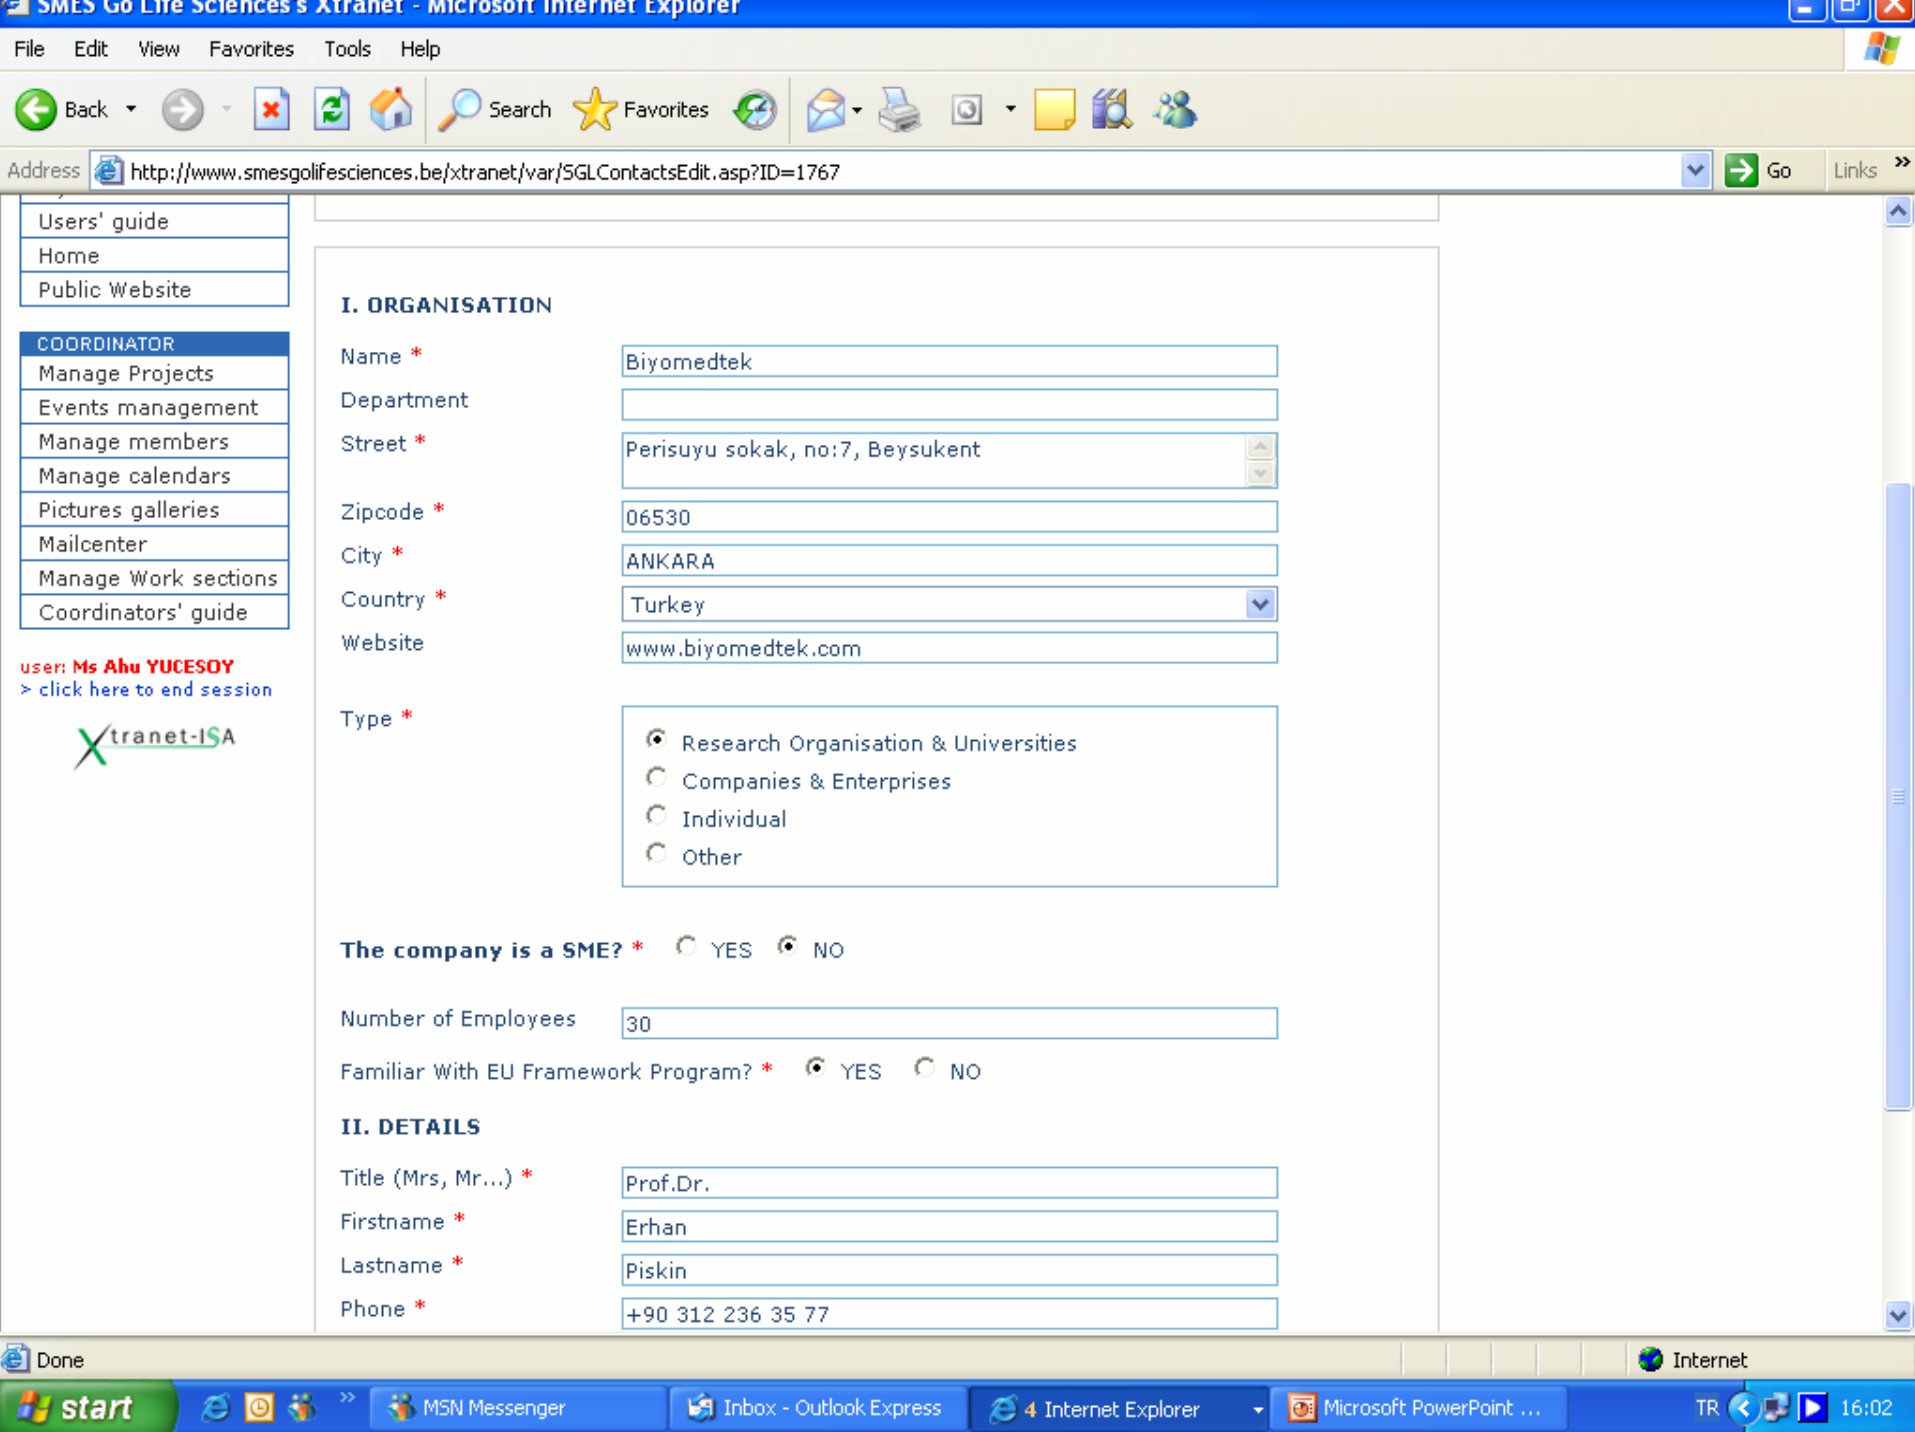 SMES Go Life Sciences's Xtranet - Microsoft Internet Explorer
File Edit View Favorites Tools Help
Back Search Favorites
Address http://www.smesgolifesciences.be/xtranet/var/SGLContactsEdit.asp?ID=1767 Go Links »
Users' guide
Home
Public Website
COORDINATOR
Manage Projects
Events management
Manage members
Manage calendars
Pictures galleries
Mailcenter
Manage Work sections
Coordinators' guide
user: Ms Ahu YUCESOY
> click here to end session
Xtranet-ISA
I. ORGANISATION
Name * Biyomedtek
Department
Street * Perisuyu sokak, no:7, Beysukent
Zipcode * 06530
City * ANKARA
Country * Turkey
Website www.biyomedtek.com
Type *
Research Organisation & Universities
Companies & Enterprises
Individual
Other
The company is a SME? * YES NO
Number of Employees 30
Familiar With EU Framework Program? * YES NO
II. DETAILS
Title (Mrs, Mr...) * Prof.Dr.
Firstname * Erhan
Lastname * Piskin
Phone * +90 312 236 35 77
Done Internet
start » MSN Messenger Inbox - Outlook Express 4 Internet Explorer Microsoft PowerPoint ... TR 16:02